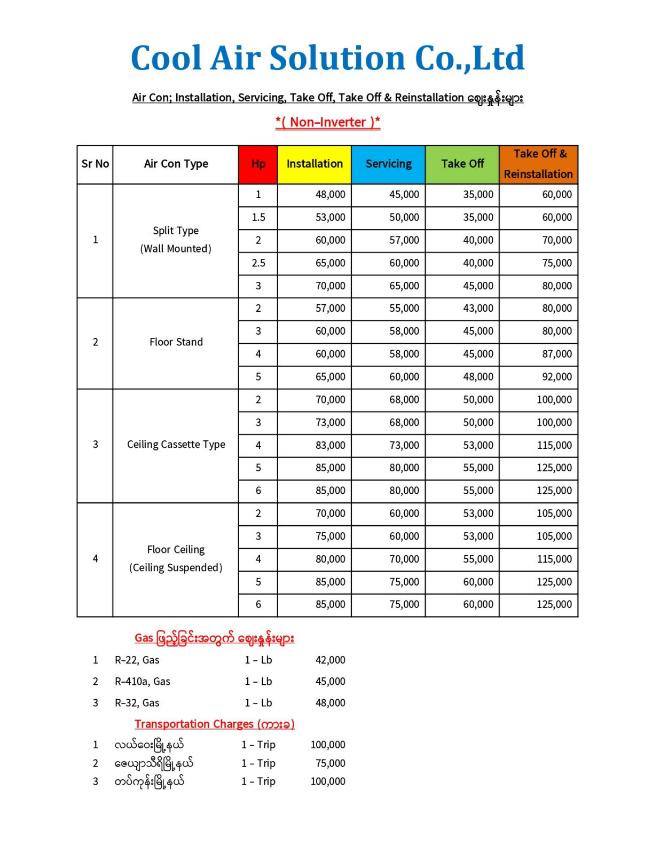 Cool Air Solution Co.,Ltd
Air Con; Installation, Servicing, Take Off, Take Off & Reinstallation ဈေးနှုန်းများ
*( Non–Inverter )*
Sr No Air Con Type Hp Installation Servicing Take Off Take Off & Reinstallation
1 Split Type (Wall Mounted) 1 48,000 45,000 35,000 60,000
1.5 53,000 50,000 35,000 60,000
2 60,000 57,000 40,000 70,000
2.5 65,000 60,000 40,000 75,000
3 70,000 65,000 45,000 80,000
2 Floor Stand 2 57,000 55,000 43,000 80,000
3 60,000 58,000 45,000 80,000
4 60,000 58,000 45,000 87,000
5 65,000 60,000 48,000 92,000
3 Ceiling Cassette Type 2 70,000 68,000 50,000 100,000
3 73,000 68,000 50,000 100,000
4 83,000 73,000 53,000 115,000
5 85,000 80,000 55,000 125,000
6 85,000 80,000 55,000 125,000
4 Floor Ceiling (Ceiling Suspended) 2 70,000 60,000 53,000 105,000
3 75,000 60,000 53,000 105,000
4 80,000 70,000 55,000 115,000
5 85,000 75,000 60,000 125,000
6 85,000 75,000 60,000 125,000
Gas ဖြည့်ခြင်းအတွက် ဈေးနှုန်းများ
1 R–22, Gas 1 – Lb 42,000
2 R–410a, Gas 1 – Lb 45,000
3 R–32, Gas 1 – Lb 48,000
Transportation Charges (ကားခ)
1 လယ်ဝေးမြို့နယ် 1 – Trip 100,000
2 ဇေယျာသီရိမြို့နယ် 1 – Trip 75,000
3 တပ်ကုန်းမြို့နယ် 1 – Trip 100,000